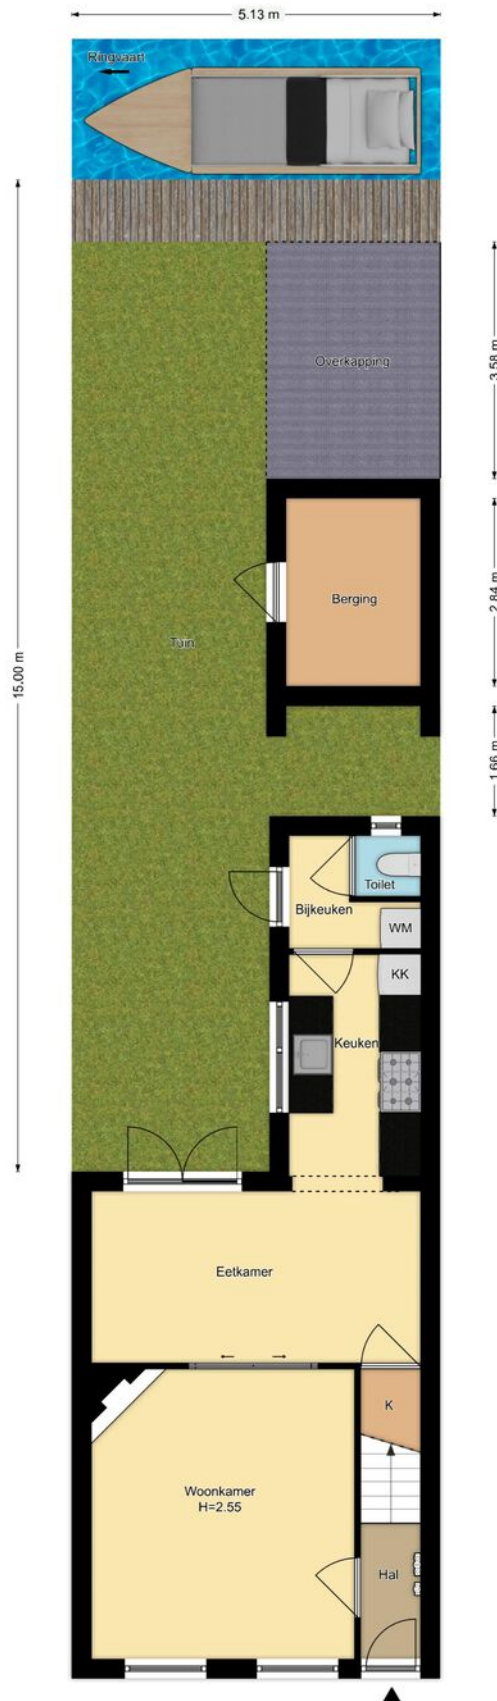 5.13 m
Ringvaart
3.58 m
Overkapping
2.84 m
Berging
15.00 m
Tuin
1.66 m
Toilet
Bijkeuken
WM
KK
Keuken
Eetkamer
K
Woonkamer
H=2.55
Hal